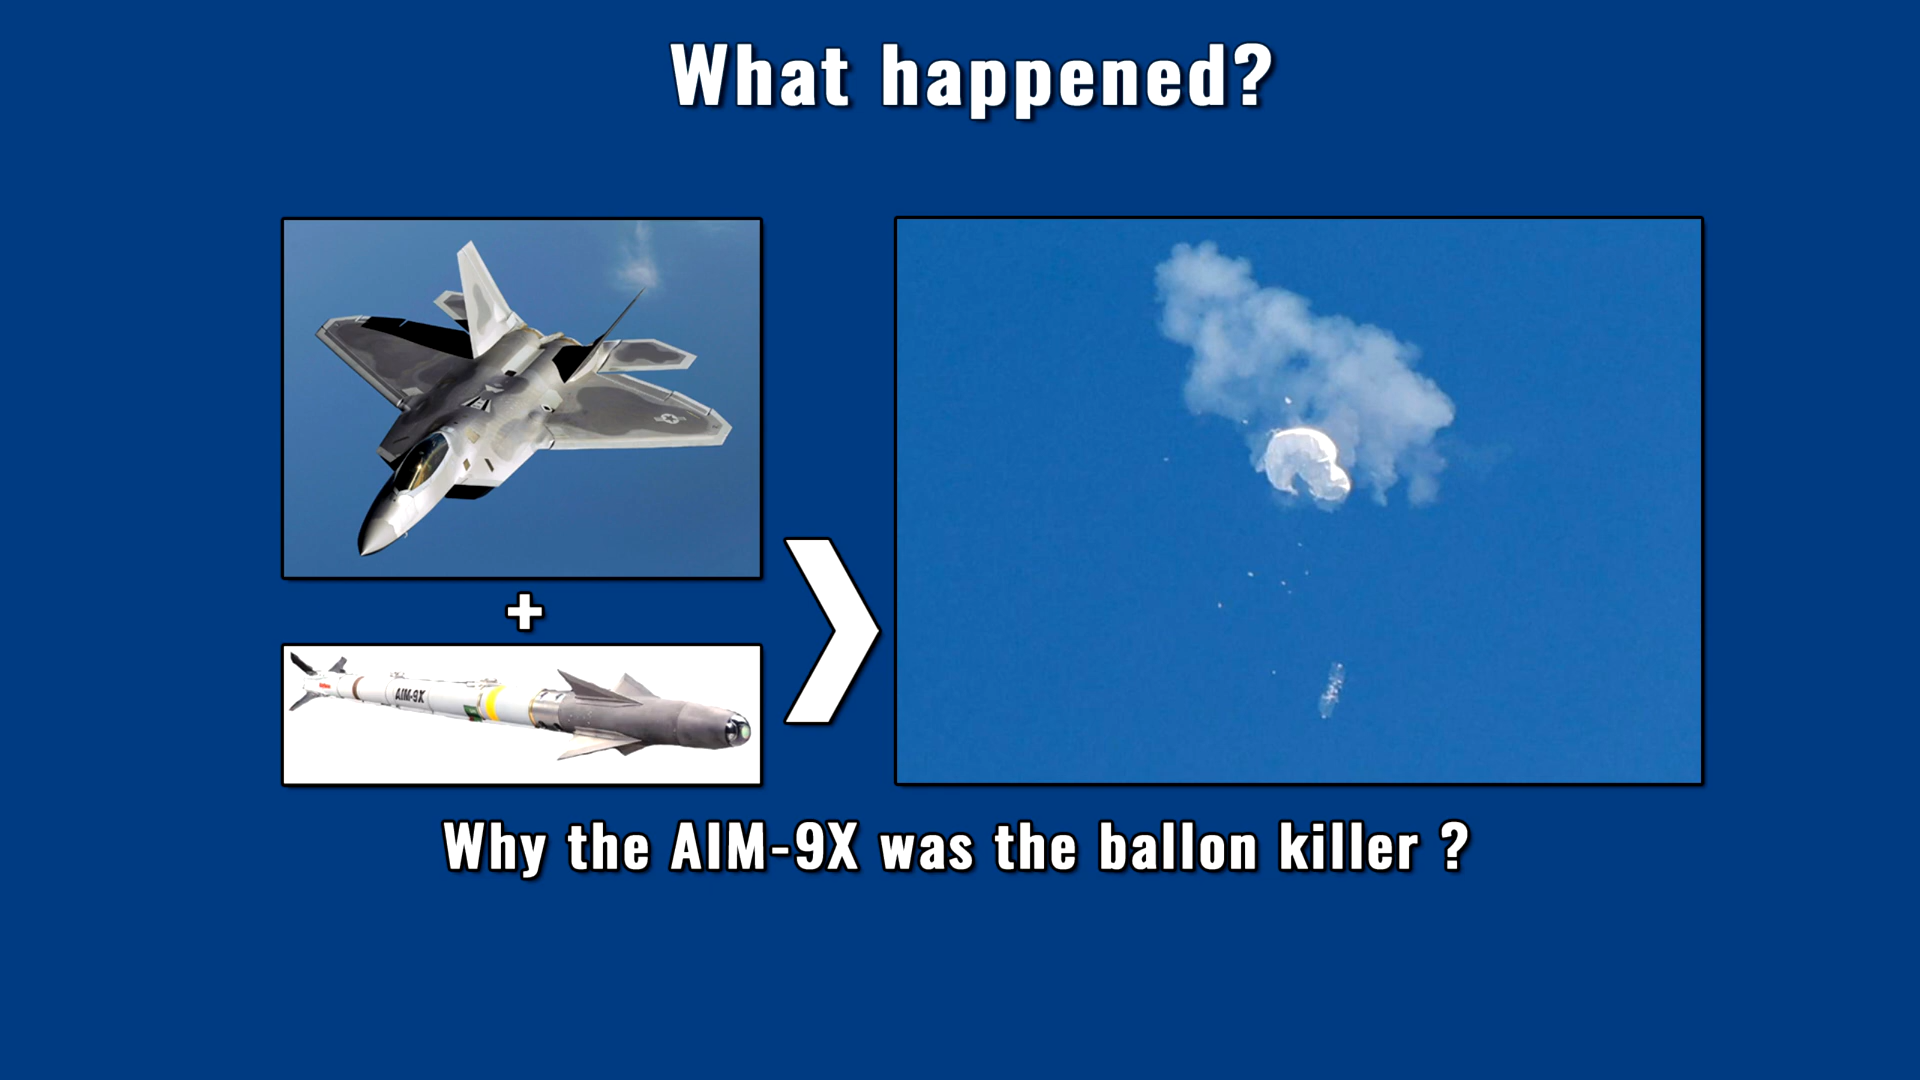 What happened?
+
AIM-9X
Why the AIM-9X was the ballon killer ?